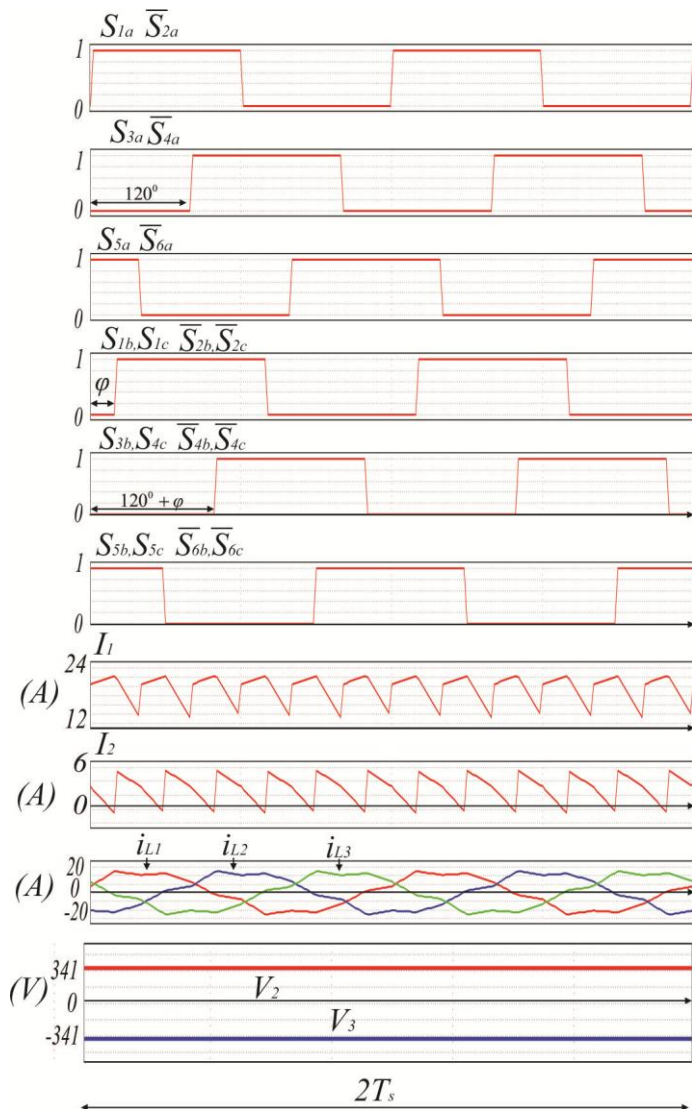 S1a S̅2a
1
0
S3a S̅4a
1
120⁰
0
S5a S̅6a
1
0
S1b,S1c S̅2b,S̅2c
1
φ
0
S3b,S4c S̅4b,S̅4c
1
120⁰ + φ
0
S5b,S5c S̅6b,S̅6c
1
0
I1
24
(A)
12
I2
6
(A)
0
iL1 iL2 iL3
20
(A) 0
-20
341
(V) V2
0
V3
-341
2Ts